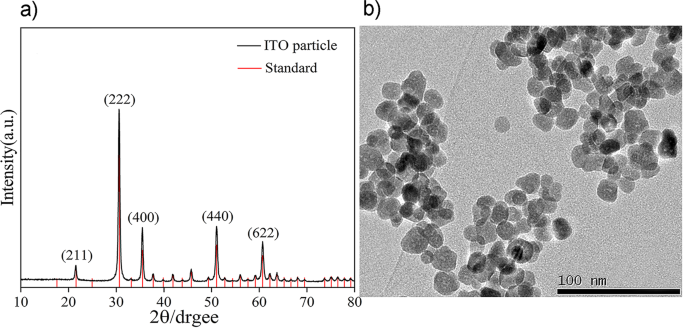 a)
b)
ITO particle
Standard
(222)
(400)
(440)
(622)
(211)
Intensity(a.u.)
10 20 30 40 50 60 70 80
2θ/drgee
100 nm